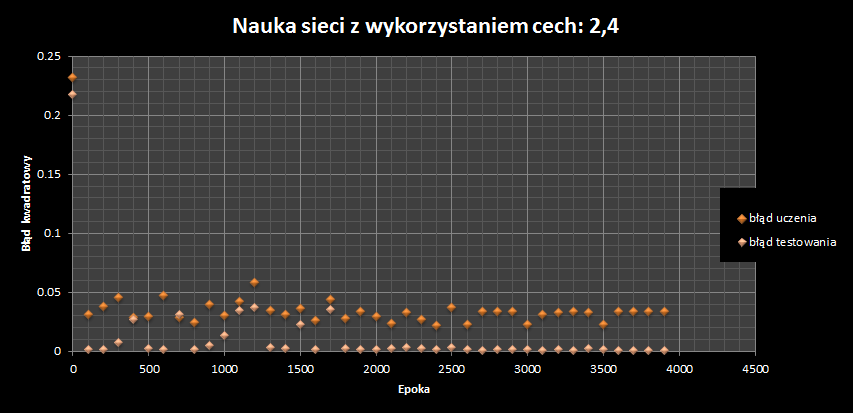 Nauka sieci z wykorzystaniem cech: 2,4
0.25
0.2
0.15
0.1
0.05
0
Błąd kwadratowy
0 500 1000 1500 2000 2500 3000 3500 4000 4500
Epoka
błąd uczenia
błąd testowania